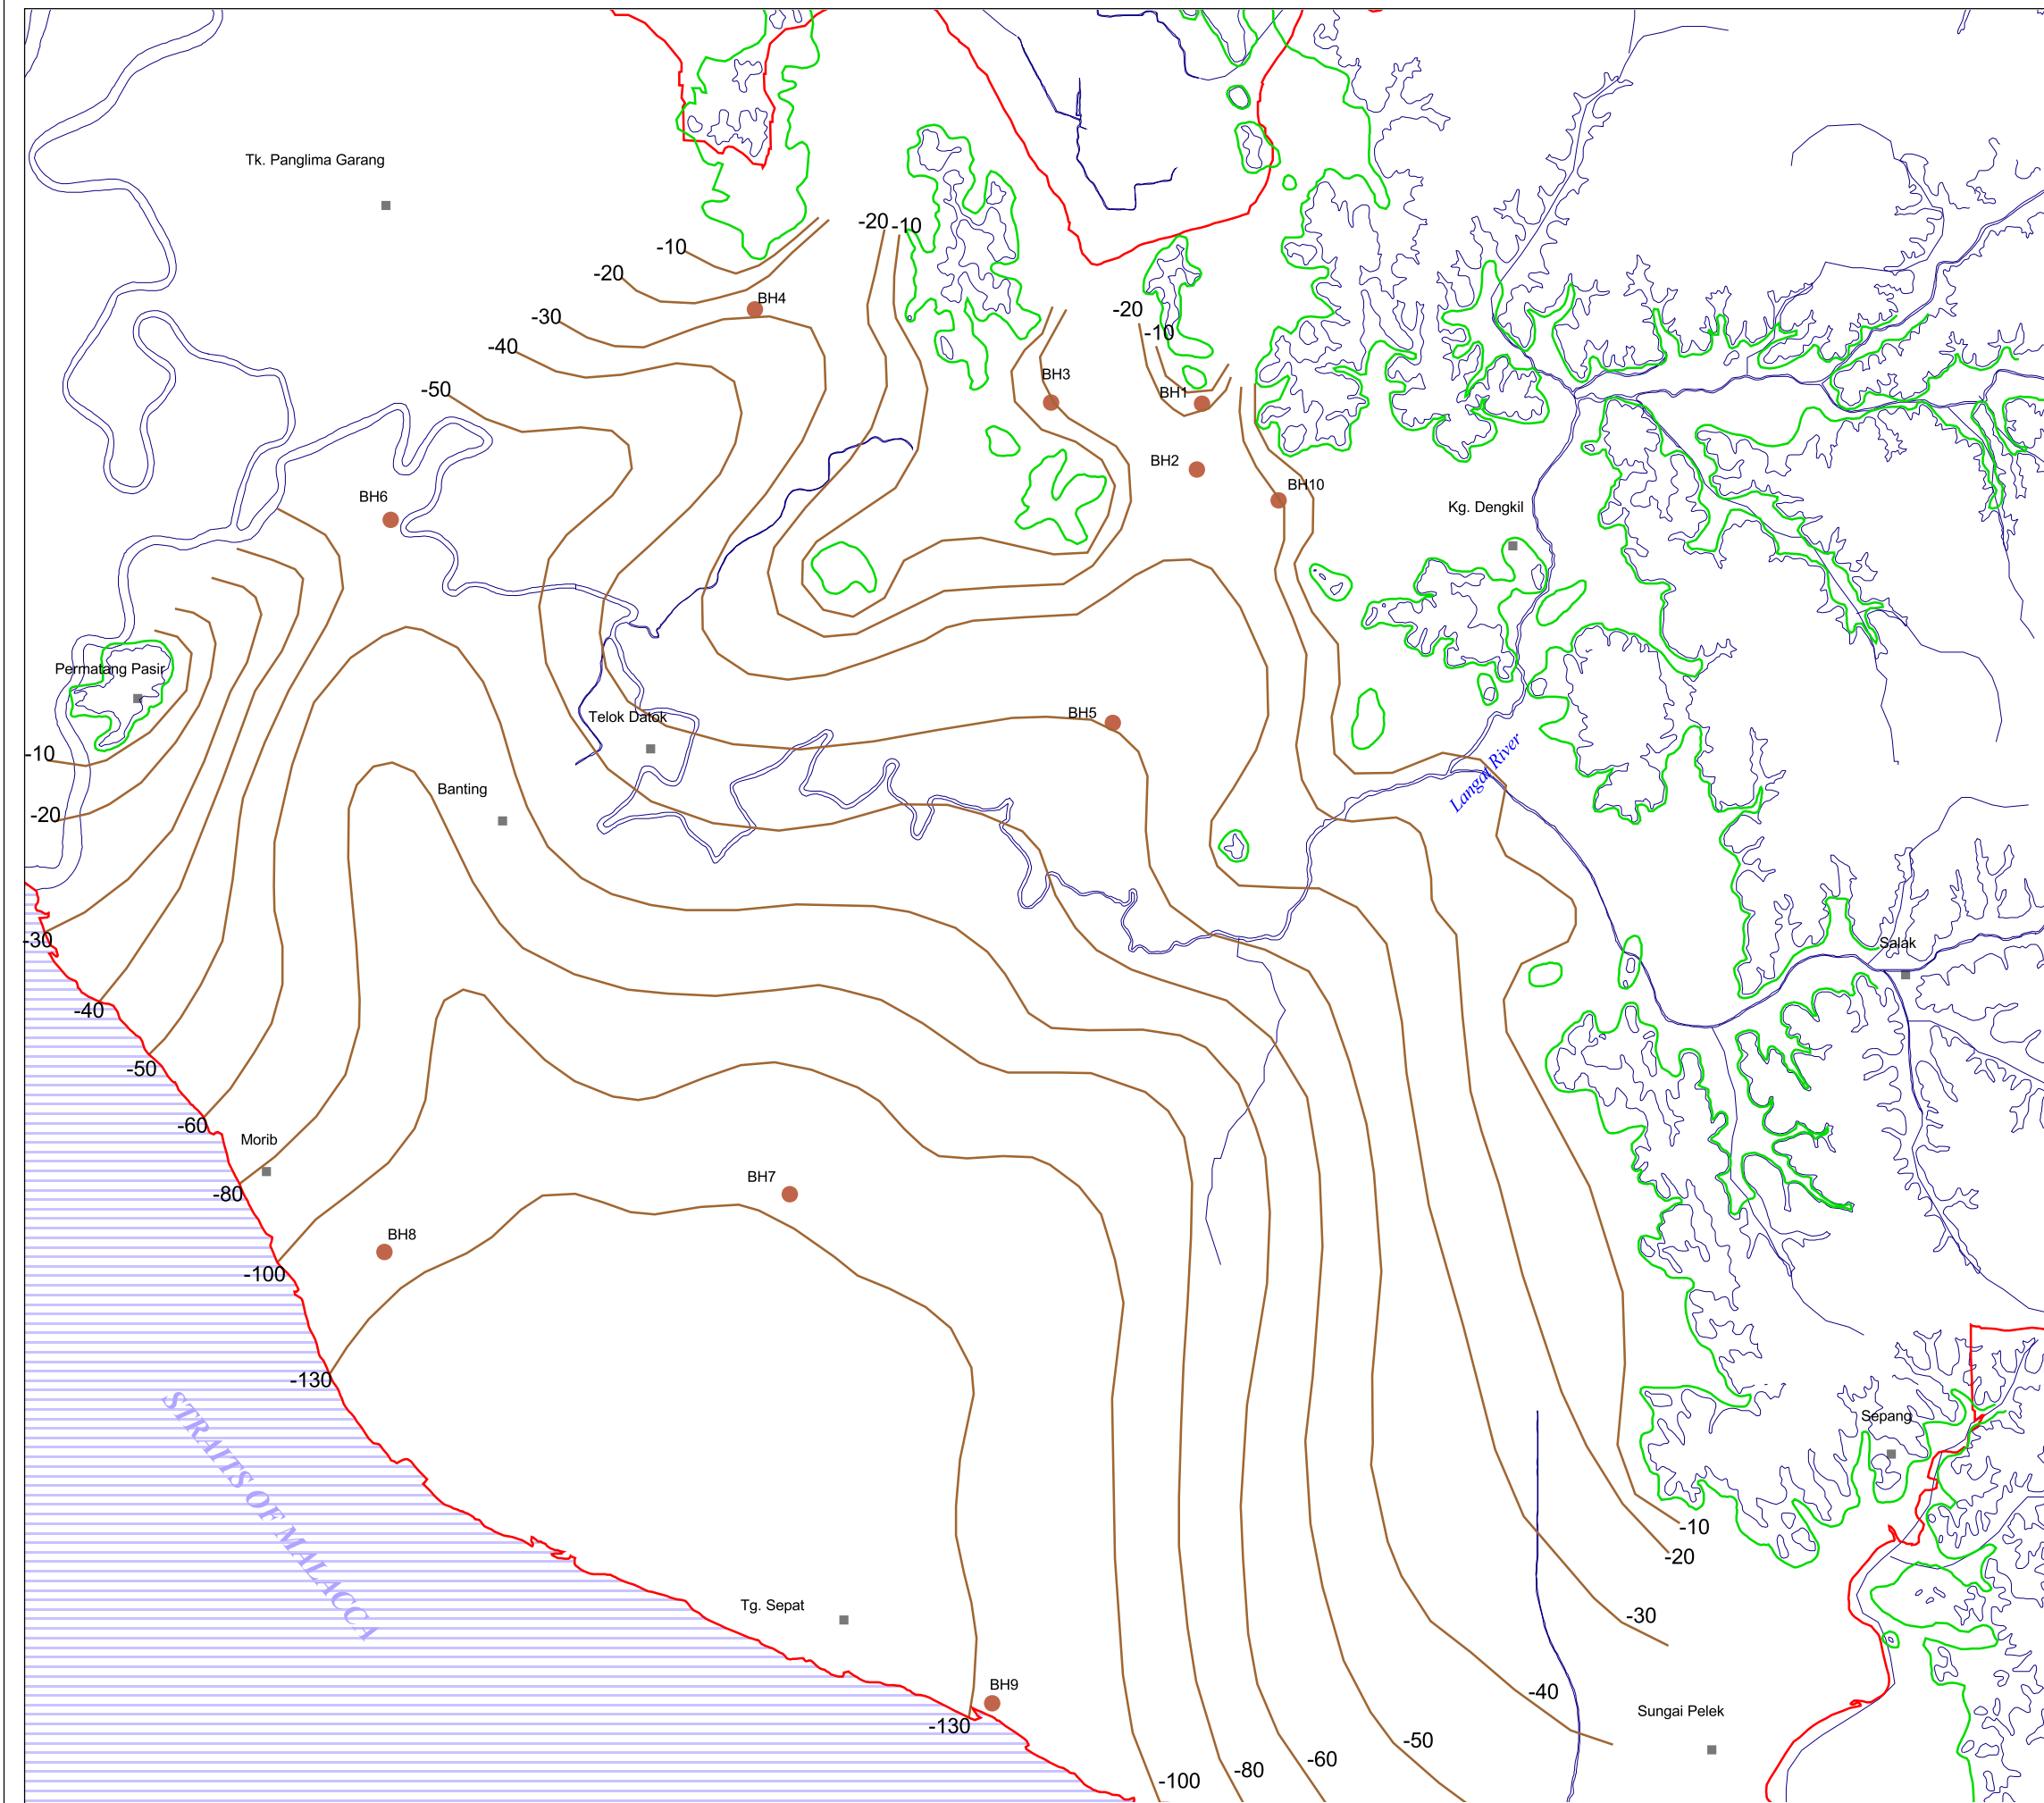 Tk. Panglima Garang
-20
-10
-10
-20
BH4
-20
-30
-10
-40
BH3
-50
BH1
BH2
BH6
BH10
Kg. Dengkil
Permatang Pasir
BH5
Telok Datok
-10
Banting
Langat River
-20
-30
Salak
-40
-50
-60
Morib
BH7
-80
BH8
-100
-130
Sepang
STRAITS OF MALACCA
-10
-20
Tg. Sepat
-30
BH9
-40
Sungai Pelek
-130
-50
-60
-80
-100